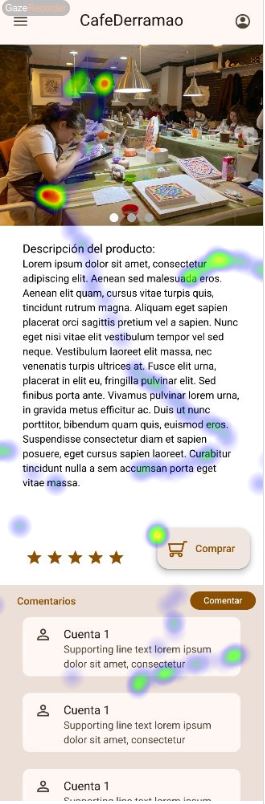 GazeRecorder
CafeDerramao
Descripción del producto:
Lorem ipsum dolor sit amet, consectetur
adipiscing elit. Aenean sed malesuada eros.
Aenean elit quam, cursus vitae turpis quis,
tincidunt rutrum magna. Aliquam eget sapien
placerat orci sagittis pretium vel a sapien. Nunc
eget nisi vitae elit vestibulum tempor vel sed
neque. Vestibulum laoreet elit massa, nec
venenatis turpis ultrices at. Fusce elit urna,
placerat in elit eu, fringilla pulvinar elit. Sed
finibus porta ante. Vivamus pulvinar lorem urna,
in gravida metus efficitur ac. Duis ut nunc
porttitor, bibendum quam quis, euismod eros.
Suspendisse consectetur diam et sapien
posuere, eget cursus sapien laoreet. Curabitur
tincidunt nulla a sem accumsan porta eget
vitae massa.
Comprar
Comentarios
Comentar
Cuenta 1
Supporting line text lorem ipsum
dolor sit amet, consectetur
Cuenta 1
Supporting line text lorem ipsum
dolor sit amet, consectetur
Cuenta 1
Supporting line text lorem ipsum